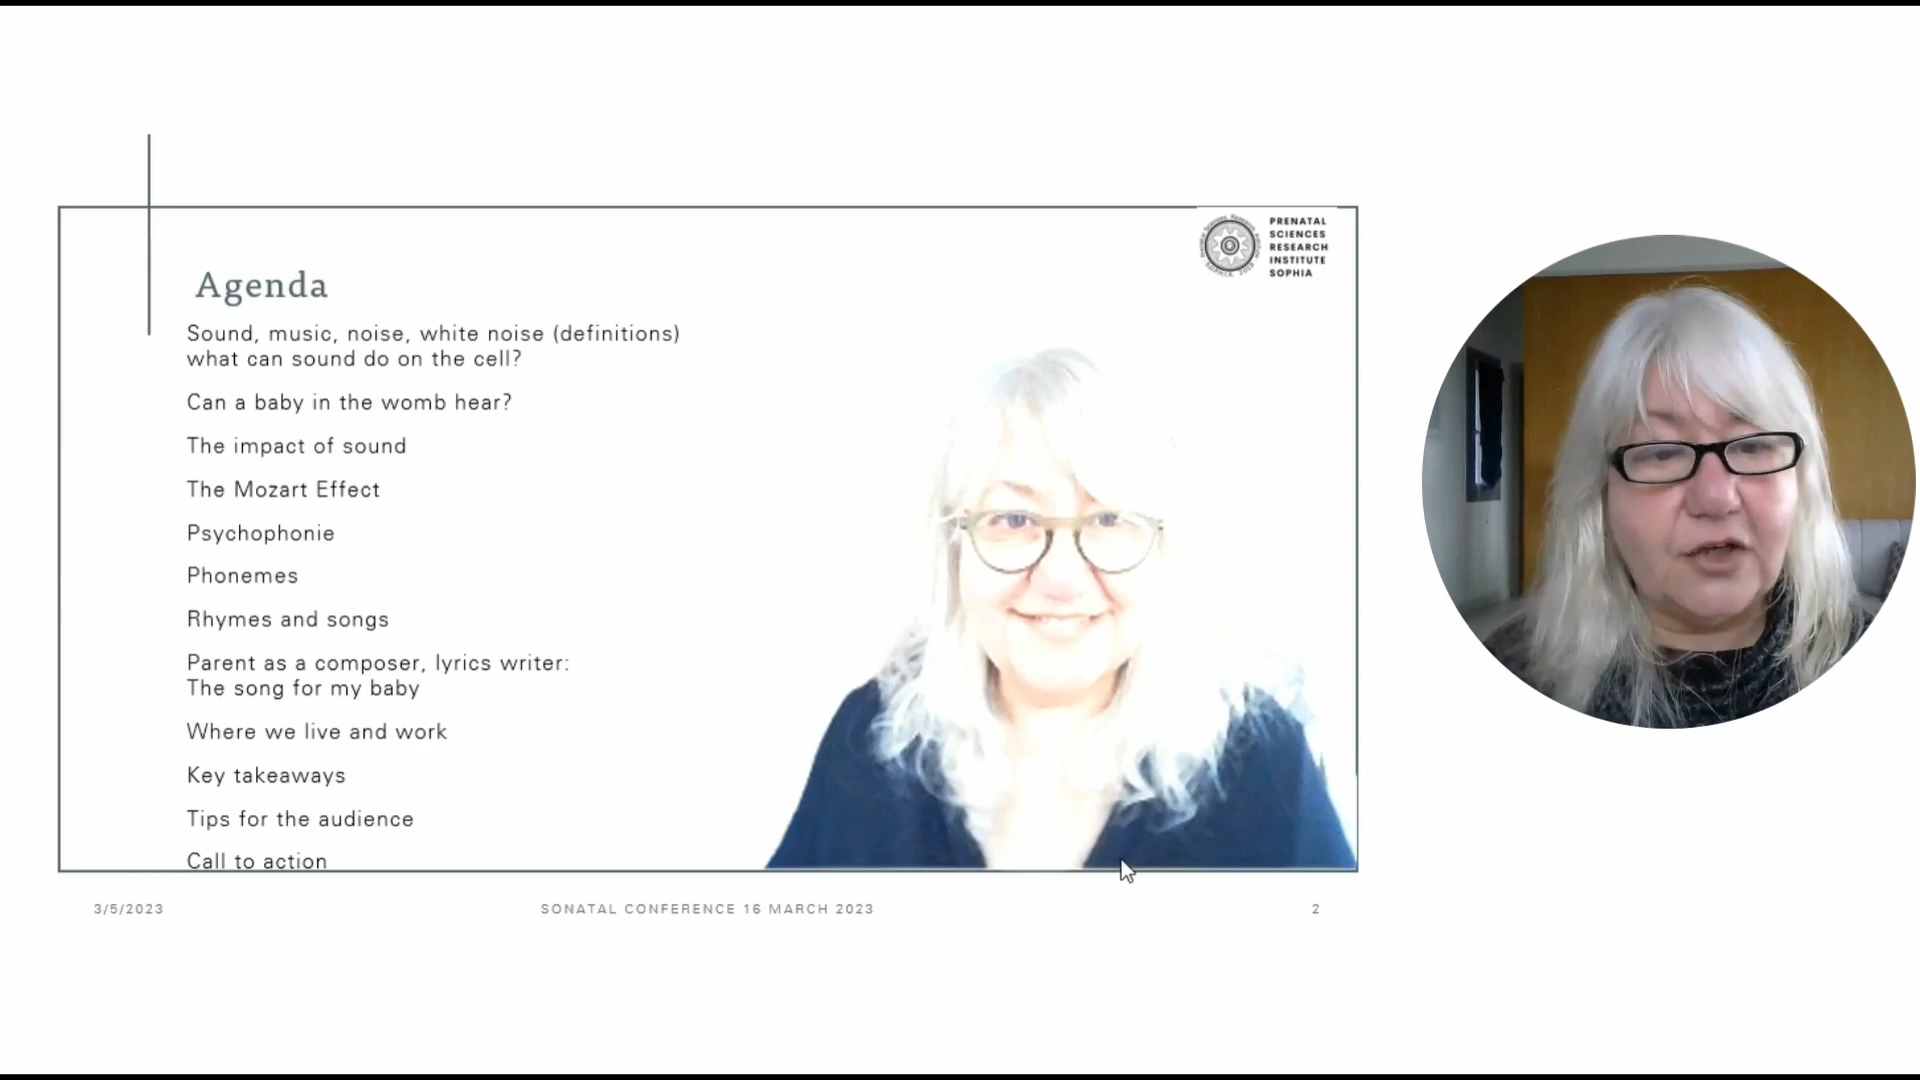 PRENATAL
SCIENCES
RESEARCH
INSTITUTE
SOPHIA
Agenda
Sound, music, noise, white noise (definitions)
what can sound do on the cell?
Can a baby in the womb hear?
The impact of sound
The Mozart Effect
Psychophonie
Phonemes
Rhymes and songs
Parent as a composer, lyrics writer:
The song for my baby
Where we live and work
Key takeaways
Tips for the audience
Call to action
3/5/2023
SONATAL CONFERENCE 16 MARCH 2023
2